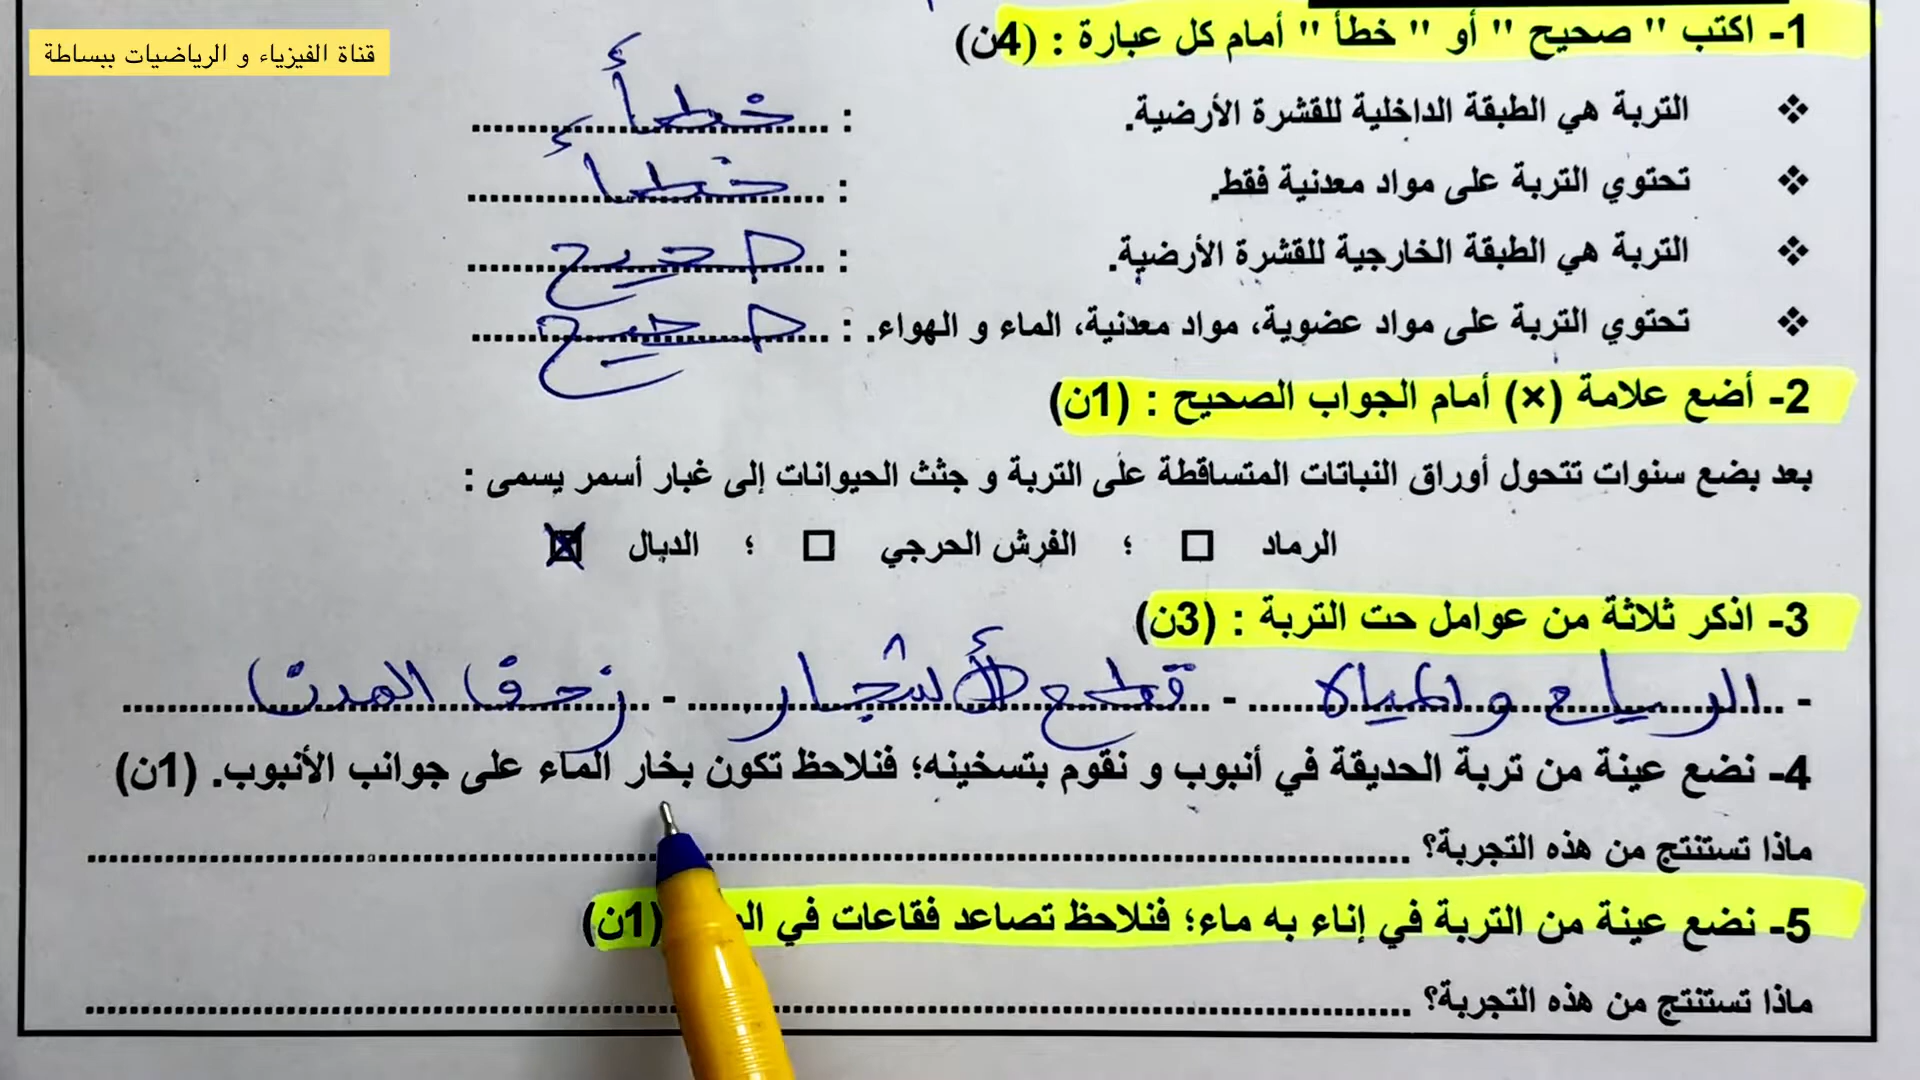 قناة الفيزياء و الرياضيات ببساطة
1- اكتب " صحيح " أو " خطأ " أمام كل عبارة : (4ن)
❖ التربة هي الطبقة الداخلية للقشرة الأرضية. : خطأ
❖ تحتوي التربة على مواد معدنية فقط. : خطأ
❖ التربة هي الطبقة الخارجية للقشرة الأرضية. : صحيح
❖ تحتوي التربة على مواد عضوية، مواد معدنية، الماء و الهواء. : صحيح
2- أضع علامة (×) أمام الجواب الصحيح : (1ن)
بعد بضع سنوات تتحول أوراق النباتات المتساقطة على التربة و جثث الحيوانات إلى غبار أسمر يسمى :
الرماد □ ؛ الفرش الحرجي □ ؛ الدبال ☒
3- اذكر ثلاثة من عوامل حت التربة : (3ن)
- الرياح والمياه - قطع الأشجار - زحف المدن
4- نضع عينة من تربة الحديقة في أنبوب و نقوم بتسخينه؛ فنلاحظ تكون بخار الماء على جوانب الأنبوب. (1ن)
ماذا تستنتج من هذه التجربة؟
5- نضع عينة من التربة في إناء به ماء؛ فنلاحظ تصاعد فقاعات في (1ن)
ماذا تستنتج من هذه التجربة؟